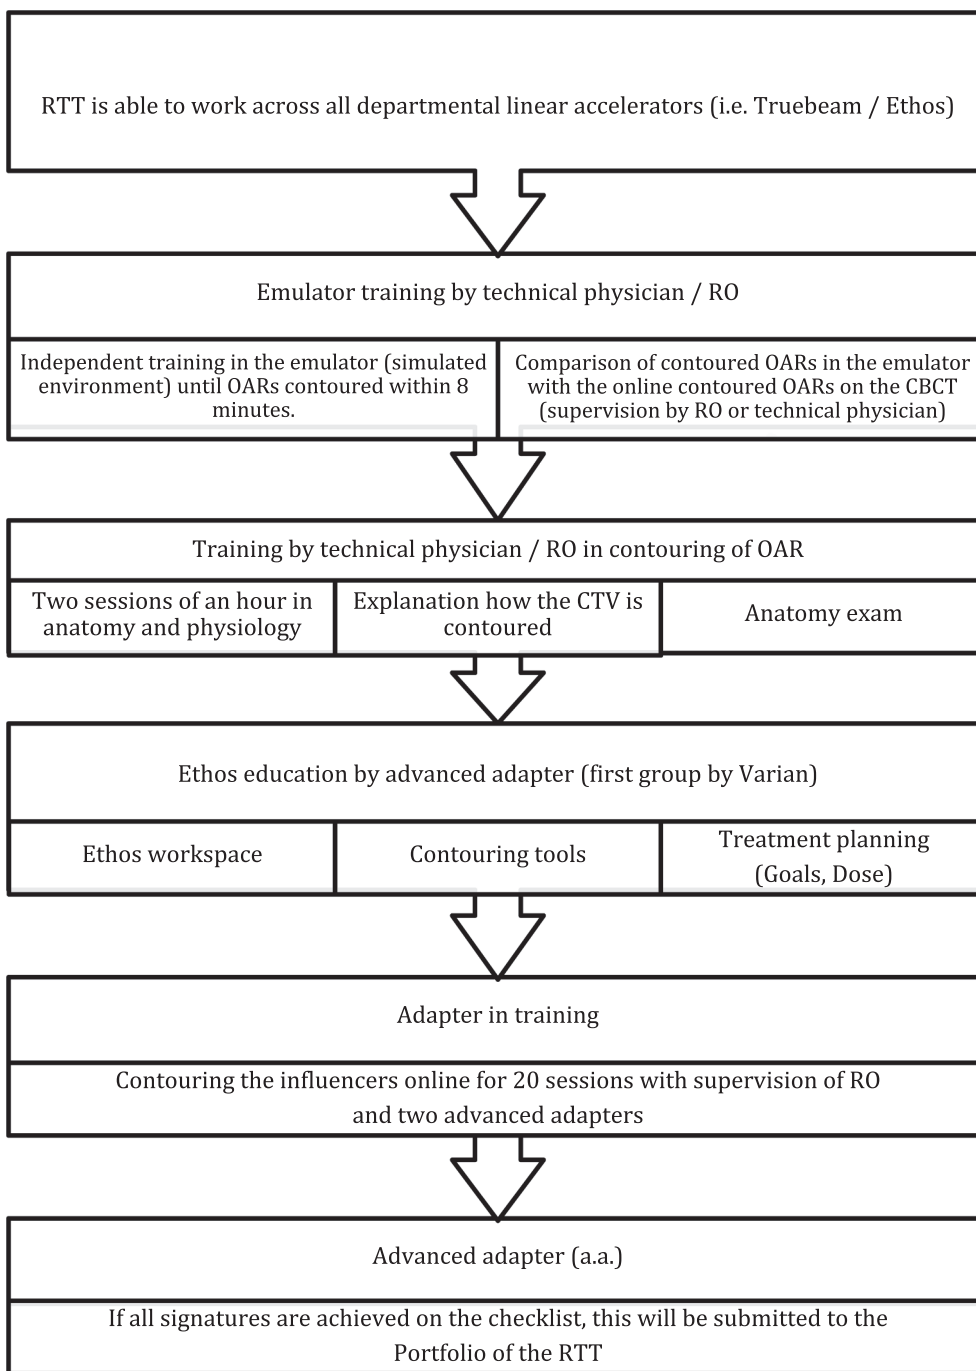 RTT is able to work across all departmental linear accelerators (i.e. Truebeam / Ethos)
Emulator training by technical physician / RO
Independent training in the emulator (simulated
environment) until OARs contoured within 8
minutes.
Comparison of contoured OARs in the emulator
with the online contoured OARs on the CBCT
(supervision by RO or technical physician)
Training by technical physician / RO in contouring of OAR
Two sessions of an hour in
anatomy and physiology
Explanation how the CTV is
contoured
Anatomy exam
Ethos education by advanced adapter (first group by Varian)
Ethos workspace
Contouring tools
Treatment planning
(Goals, Dose)
Adapter in training
Contouring the influencers online for 20 sessions with supervision of RO
and two advanced adapters
Advanced adapter (a.a.)
If all signatures are achieved on the checklist, this will be submitted to the
Portfolio of the RTT